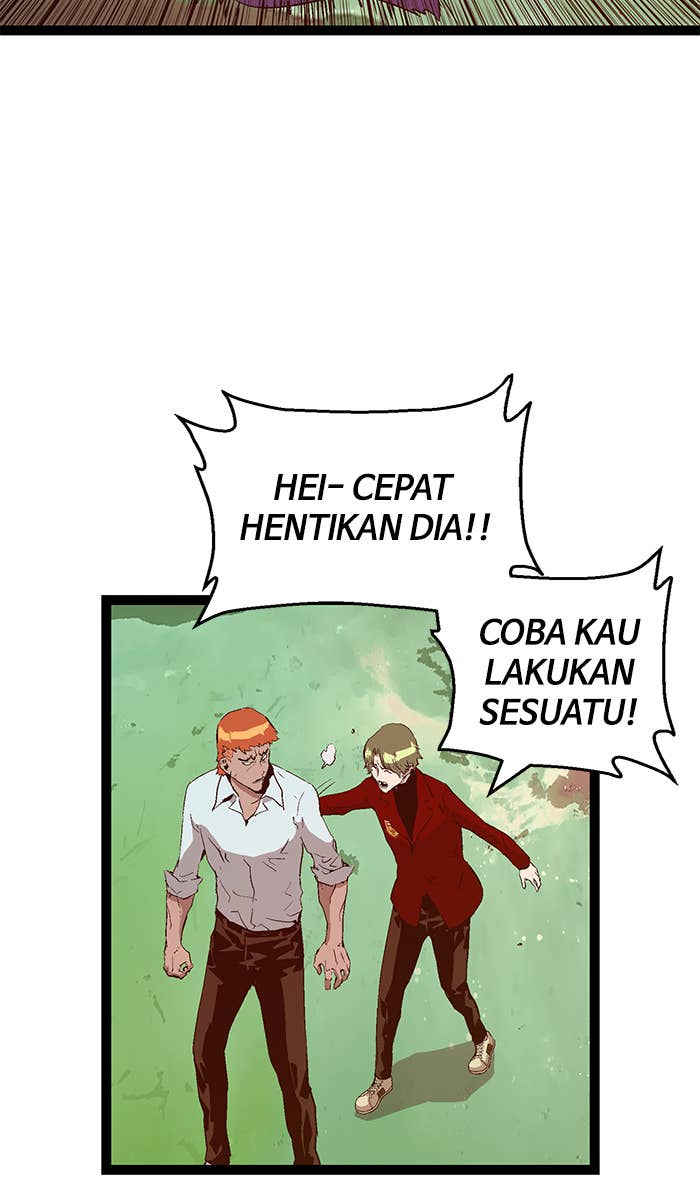 HEI- CEPAT
HENTIKAN DIA!!
COBA KAU
LAKUKAN
SESUATU!